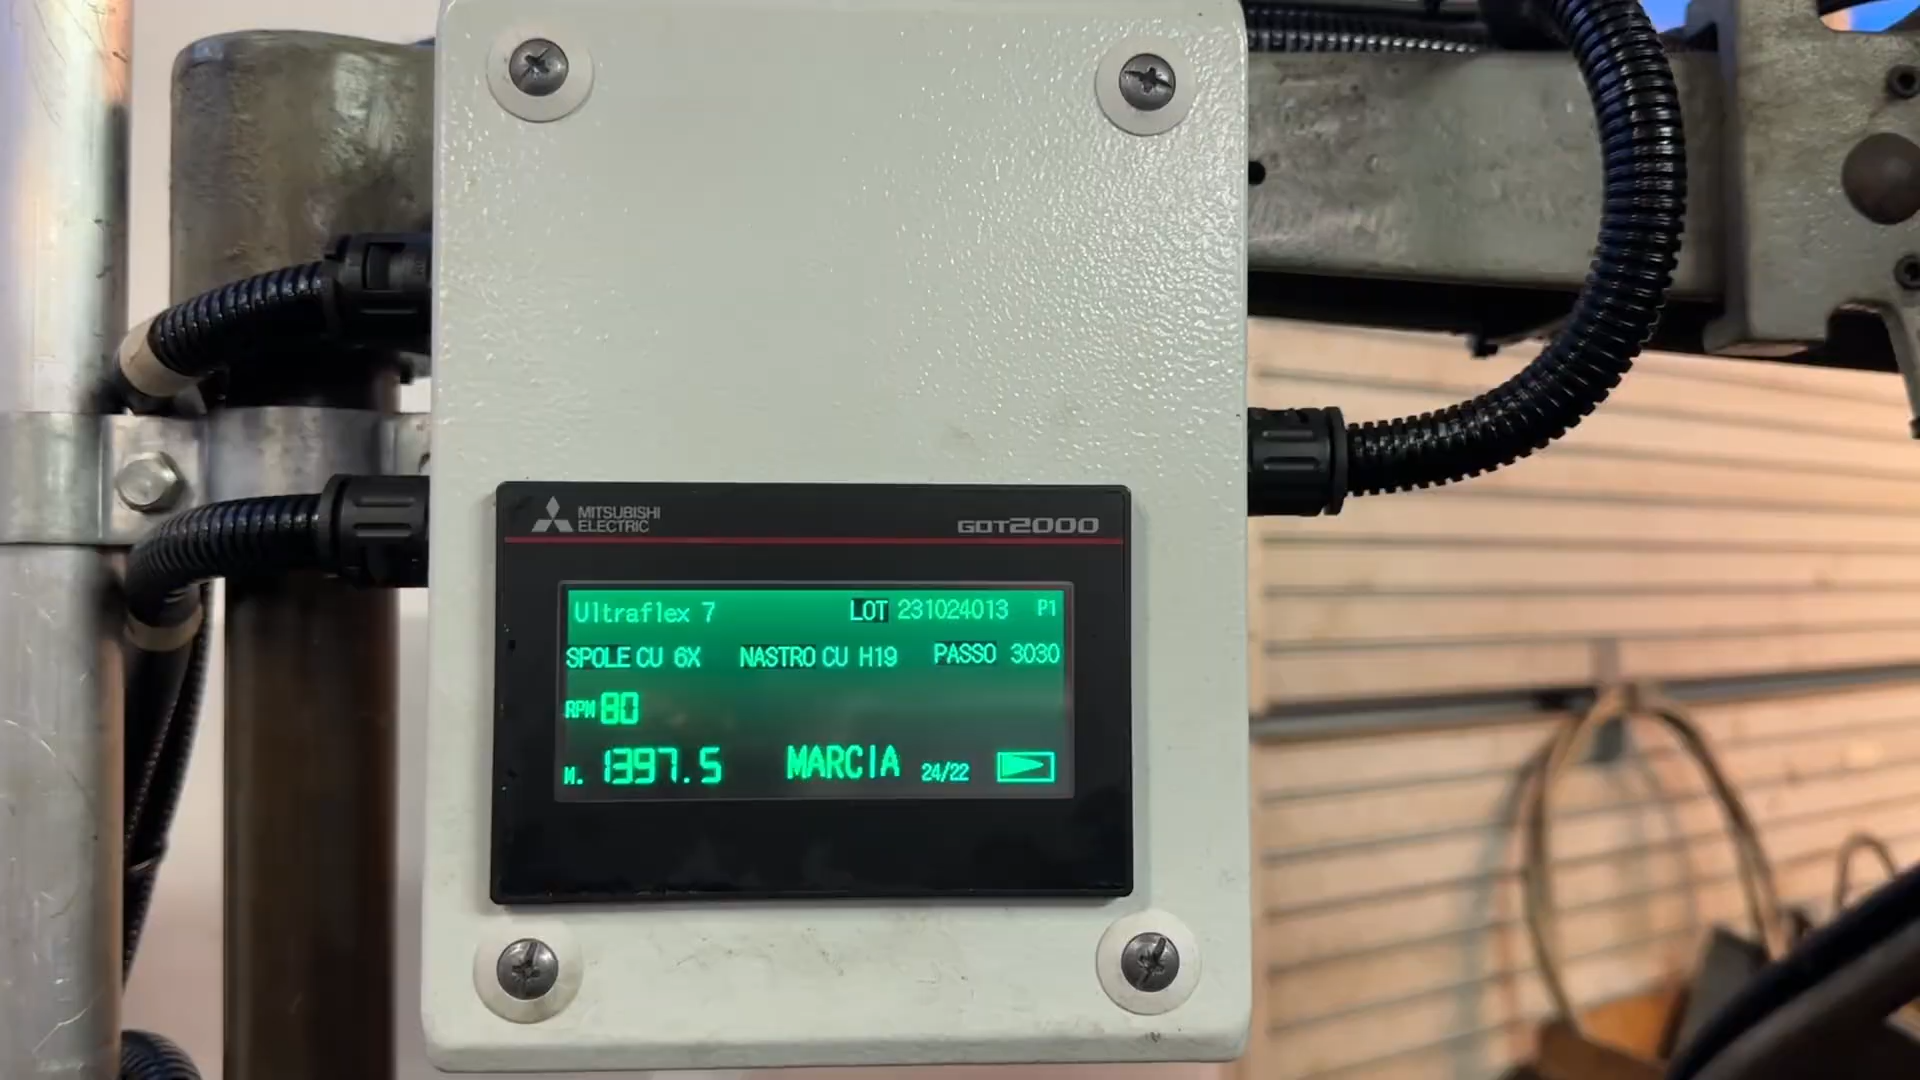 MITSUBISHI
ELECTRIC
GOT2000
Ultraflex 7 LOT 231024013 P1
SPOLE CU 6X NASTRO CU H19 PASSO 3030
RPM 80
M. 1397.5 MARCIA 24/22